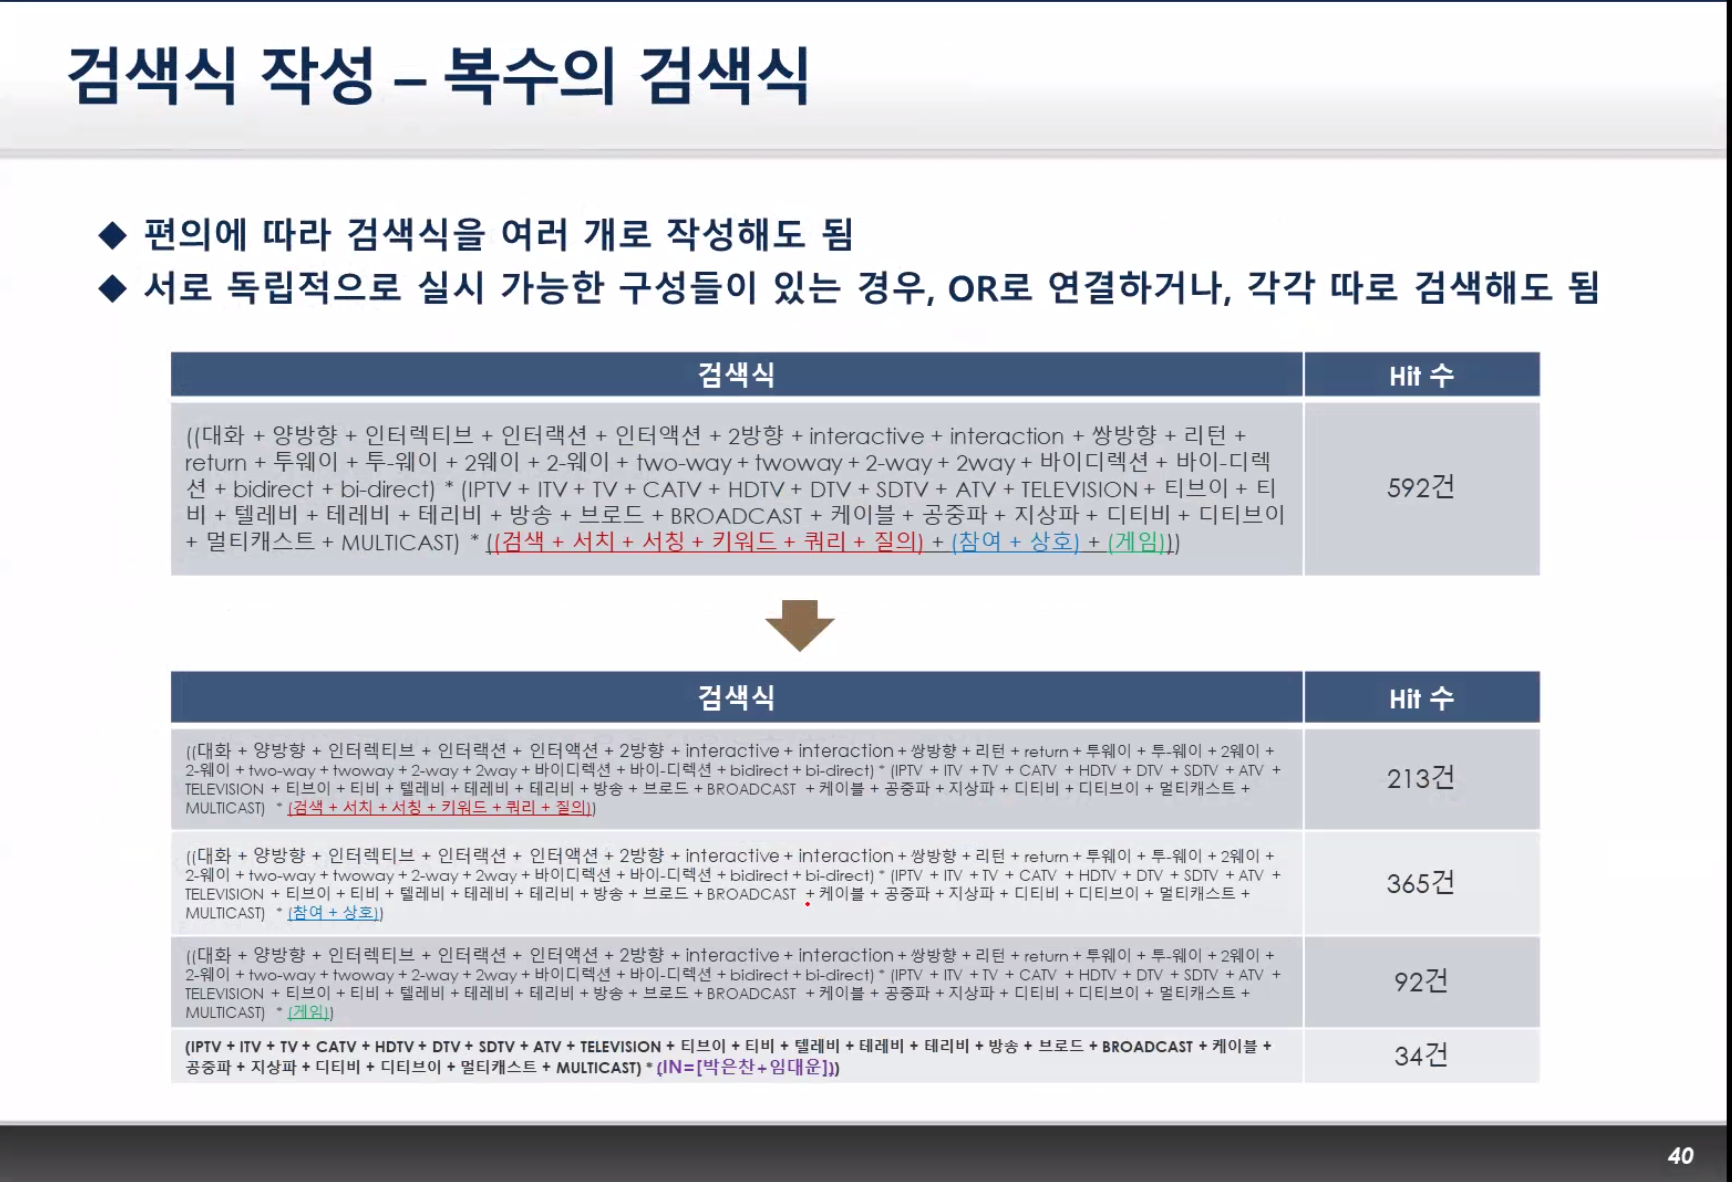 검색식 작성 – 복수의 검색식
◆ 편의에 따라 검색식을 여러 개로 작성해도 됨
◆ 서로 독립적으로 실시 가능한 구성들이 있는 경우, OR로 연결하거나, 각각 따로 검색해도 됨
검색식 Hit 수
((대화 + 양방향 + 인터렉티브 + 인터랙션 + 인터액션 + 2방향 + interactive + interaction + 쌍방향 + 리턴 +
return + 투웨이 + 투-웨이 + 2웨이 + 2-웨이 + two-way + twoway + 2-way + 2way + 바이디렉션 + 바이-디렉
션 + bidirect + bi-direct) * (IPTV + ITV + TV + CATV + HDTV + DTV + SDTV + ATV + TELEVISION + 티브이 + 티
비 + 텔레비 + 테레비 + 테리비 + 방송 + 브로드 + BROADCAST + 케이블 + 공중파 + 지상파 + 디티비 + 디티브이
+ 멀티캐스트 + MULTICAST) * ((검색 + 서치 + 서칭 + 키워드 + 쿼리 + 질의) + (참여 + 상호) + (게임)))
592건
검색식 Hit 수
((대화 + 양방향 + 인터렉티브 + 인터랙션 + 인터액션 + 2방향 + interactive + interaction + 쌍방향 + 리턴 + return + 투웨이 + 투-웨이 + 2웨이 +
2-웨이 + two-way + twoway + 2-way + 2way + 바이디렉션 + 바이-디렉션 + bidirect + bi-direct) * (IPTV + ITV + TV + CATV + HDTV + DTV + SDTV + ATV +
TELEVISION + 티브이 + 티비 + 텔레비 + 테레비 + 테리비 + 방송 + 브로드 + BROADCAST + 케이블 + 공중파 + 지상파 + 디티비 + 디티브이 + 멀티캐스트 +
MULTICAST) * (검색 + 서치 + 서칭 + 키워드 + 쿼리 + 질의))
213건
((대화 + 양방향 + 인터렉티브 + 인터랙션 + 인터액션 + 2방향 + interactive + interaction + 쌍방향 + 리턴 + return + 투웨이 + 투-웨이 + 2웨이 +
2-웨이 + two-way + twoway + 2-way + 2way + 바이디렉션 + 바이-디렉션 + bidirect + bi-direct) * (IPTV + ITV + TV + CATV + HDTV + DTV + SDTV + ATV +
TELEVISION + 티브이 + 티비 + 텔레비 + 테레비 + 테리비 + 방송 + 브로드 + BROADCAST + 케이블 + 공중파 + 지상파 + 디티비 + 디티브이 + 멀티캐스트 +
MULTICAST) * (참여 + 상호))
365건
((대화 + 양방향 + 인터렉티브 + 인터랙션 + 인터액션 + 2방향 + interactive + interaction + 쌍방향 + 리턴 + return + 투웨이 + 투-웨이 + 2웨이 +
2-웨이 + two-way + twoway + 2-way + 2way + 바이디렉션 + 바이-디렉션 + bidirect + bi-direct) * (IPTV + ITV + TV + CATV + HDTV + DTV + SDTV + ATV +
TELEVISION + 티브이 + 티비 + 텔레비 + 테레비 + 테리비 + 방송 + 브로드 + BROADCAST + 케이블 + 공중파 + 지상파 + 디티비 + 디티브이 + 멀티캐스트 +
MULTICAST) * (게임))
92건
(IPTV + ITV + TV + CATV + HDTV + DTV + SDTV + ATV + TELEVISION + 티브이 + 티비 + 텔레비 + 테레비 + 테리비 + 방송 + 브로드 + BROADCAST + 케이블 +
공중파 + 지상파 + 디티비 + 디티브이 + 멀티캐스트 + MULTICAST) * (IN=[박은찬+임대운]))
34건
40